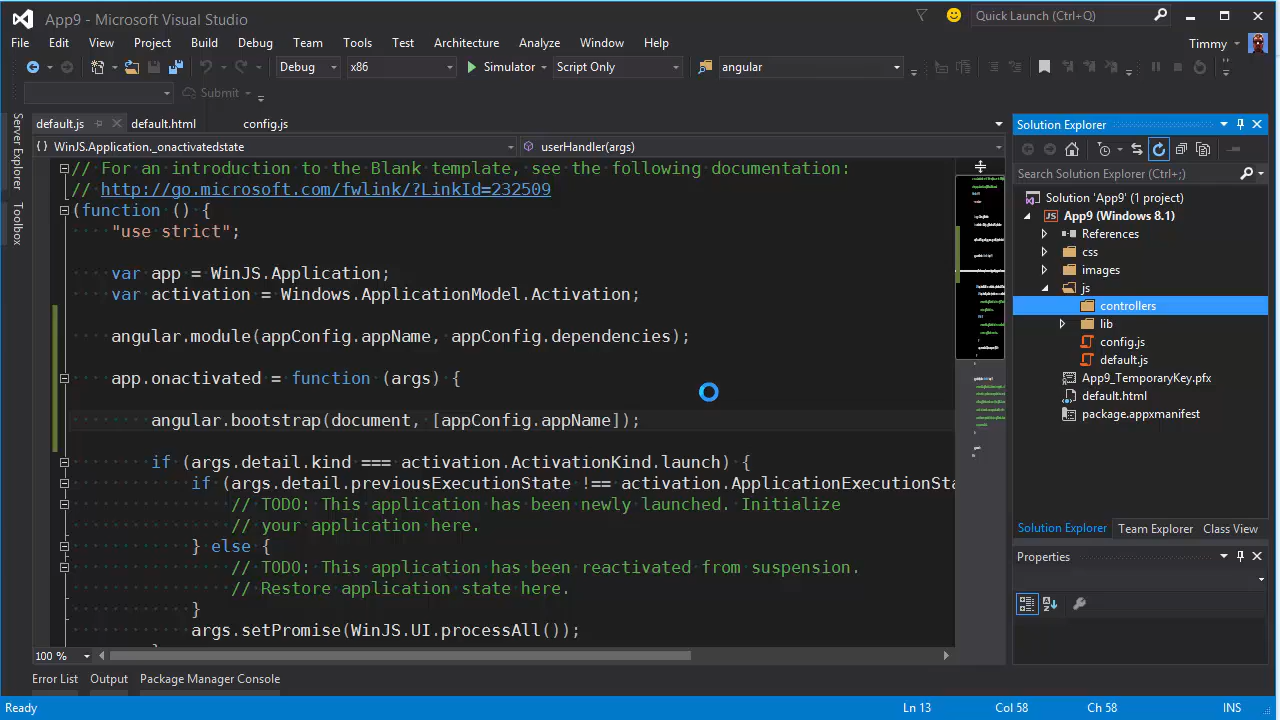 App9 - Microsoft Visual Studio
Quick Launch (Ctrl+Q)
File Edit View Project Build Debug Team Tools Test Architecture Analyze Window Help
Timmy
Debug x86 Simulator Script Only angular
Submit
Server Explorer
Toolbox
default.js default.html config.js
WinJS.Application._onactivatedstate userHandler(args)
// For an introduction to the Blank template, see the following documentation:
// http://go.microsoft.com/fwlink/?LinkId=232509
(function () {
"use strict";
var app = WinJS.Application;
var activation = Windows.ApplicationModel.Activation;
angular.module(appConfig.appName, appConfig.dependencies);
app.onactivated = function (args) {
angular.bootstrap(document, [appConfig.appName]);
if (args.detail.kind === activation.ActivationKind.launch) {
if (args.detail.previousExecutionState !== activation.ApplicationExecutionSta
// TODO: This application has been newly launched. Initialize
// your application here.
} else {
// TODO: This application has been reactivated from suspension.
// Restore application state here.
}
args.setPromise(WinJS.UI.processAll());
100 %
Error List Output Package Manager Console
Solution Explorer
Search Solution Explorer (Ctrl+;)
Solution 'App9' (1 project)
JS App9 (Windows 8.1)
References
css
images
js
controllers
lib
config.js
default.js
App9_TemporaryKey.pfx
default.html
package.appxmanifest
Solution Explorer Team Explorer Class View
Properties
Ready Ln 13 Col 58 Ch 58 INS